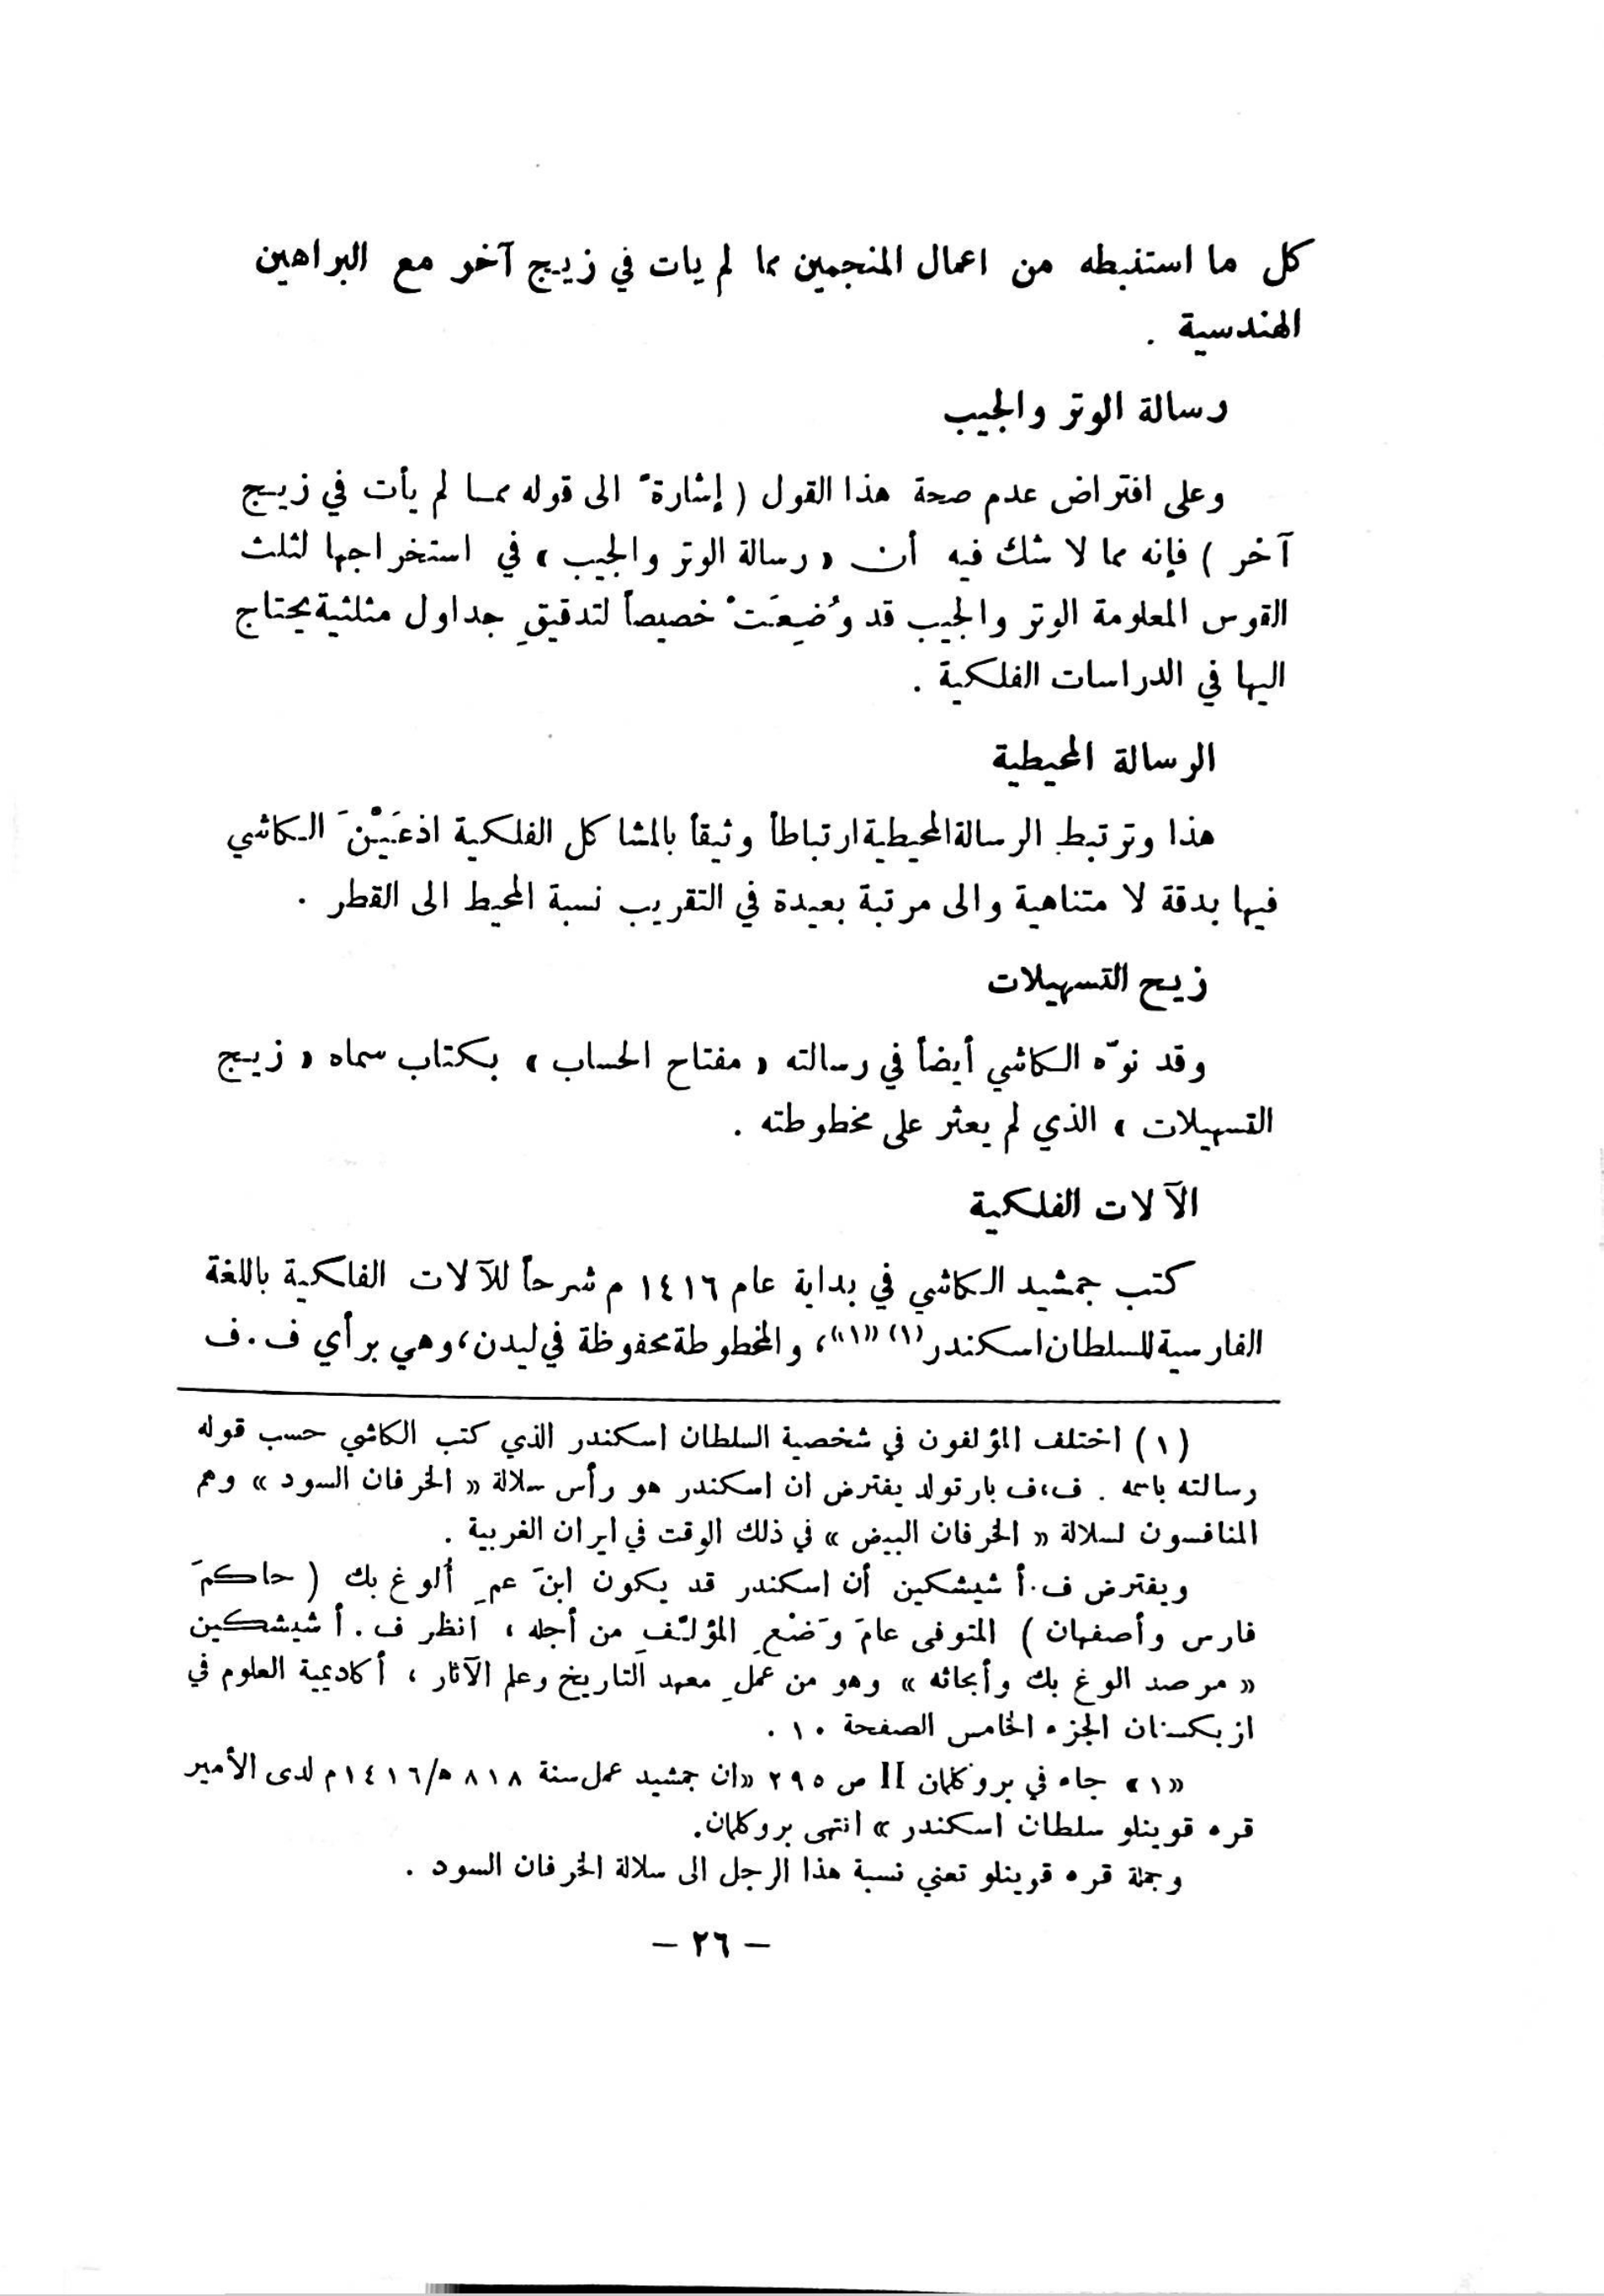 كل ما استنبطه من اعمال المنجمين مما لم يات في زيج آخر مع البراهين
الهندسية .
رسالة الوتر والجيب
وعلى افتراض عدم صحة هذا القول ( إشارةً الى قوله ممـا لم يأت في زيـج
آخر ) فإنه مما لا شك فيه أن « رسالة الوتر والجيب » في استخراجها لثلث
القوس المعلومة الوتر والجيب قد وُضِعَتْ خصيصاً لتدقيقِ جداول مثلثية يحتاج
اليها في الدراسات الفلكية .
الرسالة المحيطية
هذا وترتبط الرسالة المحيطية ارتباطاً وثيقاً بالمشاكل الفلكية اذ عَيْنَ الكاشي
فيها بدقة لا متناهية والى مرتبة بعيدة في التقريب نسبة المحيط الى القطر .
زيح التسهيلات
وقد نوّه الكاشي أيضاً في رسالته « مفتاح الحساب » بكتاب سماه « زيـج
التسهيلات » الذي لم يعثر على مخطوطته .
الآلات الفلكية
كتب جمشيد الكاشي في بداية عام ١٤١٦ م شرحاً للآلات الفلكية باللغة
الفارسية للسلطان اسكندر (١) «١» ، والمخطوطة محفوظة في ليدن، وهي برأي ف . ف
(١) اختلف المؤلفون في شخصية السلطان اسكندر الذي كتب الكاشي حسب قوله
رسالته باسمه . ف،ف بارتولد يفترض ان اسكندر هو رأس سلالة « الخرفان السود » وهم
المنافسون لسلالة « الخرفان البيض » في ذلك الوقت في ايران الغربية .
ويفترض ف.أ شيشكين أن اسكندر قد يكون ابنَ عمِ ألوغ بك ( حاكمَ
فارس وأصفهان ) المتوفى عامَ وَضْعِ المؤلـَّفِ من أجله ، انظر ف . أ شيشكين
« مرصد الوغ بك وأبحاثه » وهو من عملِ معهد التاريخ وعلم الآثار ، أكاديمية العلوم في
ازبكستان الجزء الخامس الصفحة ١٠ .
«١» جاء في بروكلمان II ص ٢٩٥ «ان جمشيد عمل سنة ٨١٨ ه/١٤١٦م لدى الأمير
قره قوينلو سلطان اسكندر » انتهى بروكلمان.
وجملة قره قوينلو تعني نسبة هذا الرجل الى سلالة الخرفان السود .
– ٢٦ –